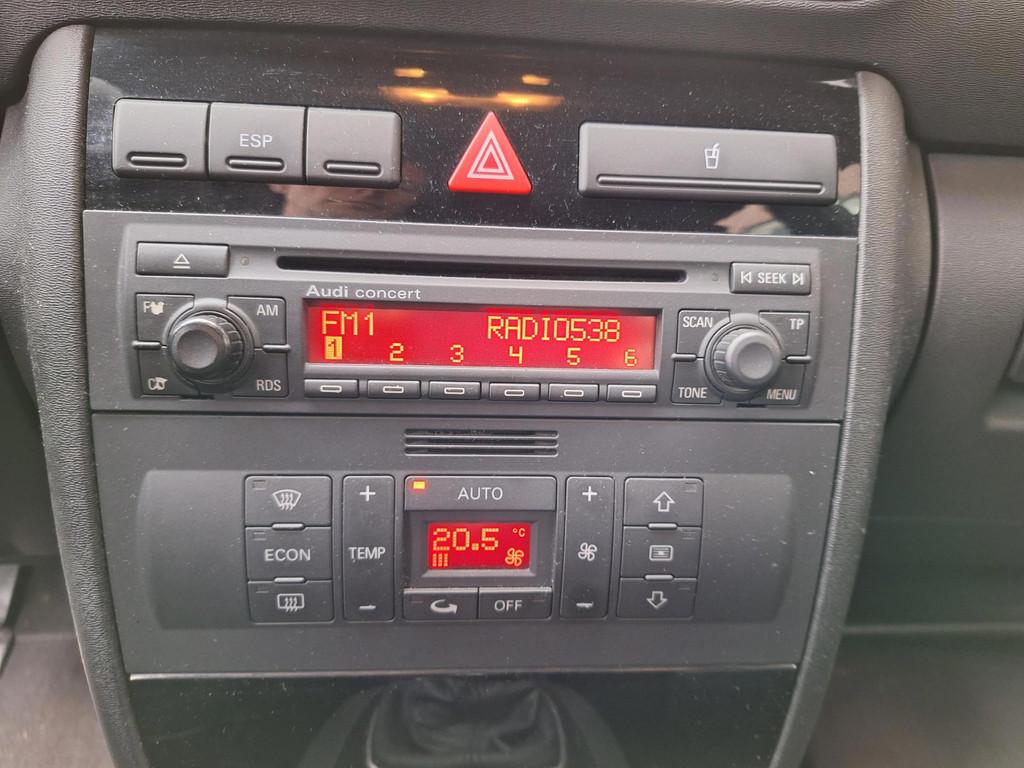 ESP
SEEK
Audi concert
AM
FM1 RADIO538
SCAN TP
1 2 3 4 5 6
RDS
TONE MENU
+ AUTO +
20.5 °C
ECON TEMP
- OFF -